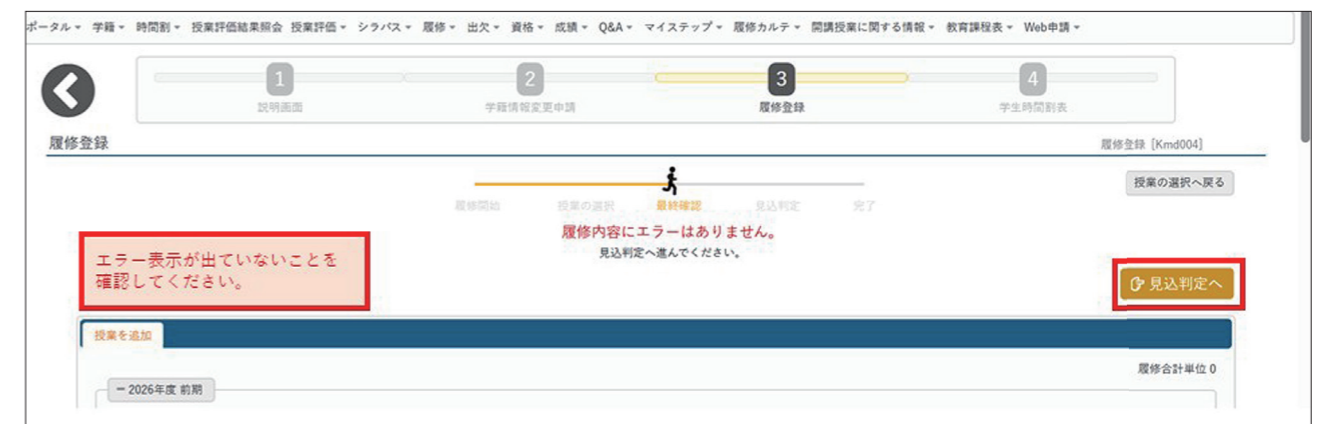 ポータル 学籍 時間割 授業評価結果照会 授業評価 シラバス 履修 出欠 資格 成績 Q&A マイステップ 履修カルテ 開講授業に関する情報 教育課程表 Web申請
1 2 3 4
説明画面 学籍情報変更申請 履修登録 学生時間割表
履修登録 履修登録 [Kmd004]
授業の選択へ戻る
履修開始 授業の選択 最終確認 見込判定 完了
履修内容にエラーはありません。
見込判定へ進んでください。
エラー表示が出ていないことを
確認してください。
見込判定へ
授業を追加
履修合計単位 0
− 2026年度 前期